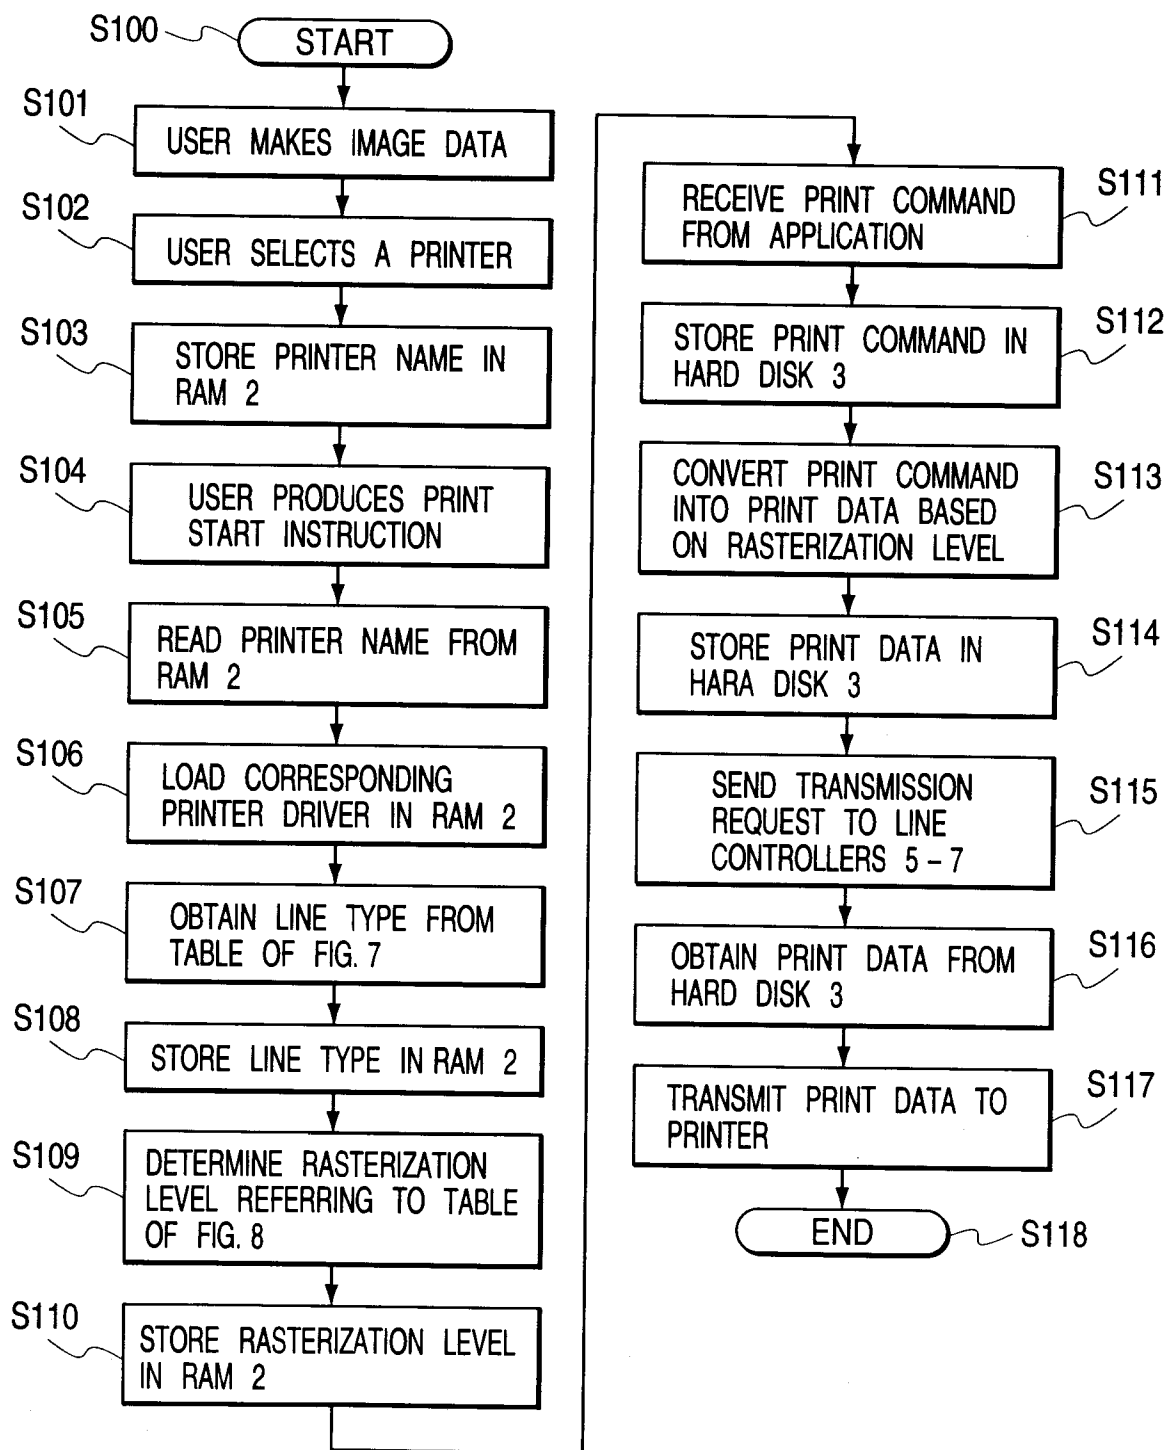 S100
START
S101
USER MAKES IMAGE DATA
S102
USER SELECTS A PRINTER
S103
STORE PRINTER NAME IN
RAM 2
S104
USER PRODUCES PRINT
START INSTRUCTION
S105
READ PRINTER NAME FROM
RAM 2
S106
LOAD CORRESPONDING
PRINTER DRIVER IN RAM 2
S107
OBTAIN LINE TYPE FROM
TABLE OF FIG. 7
S108
STORE LINE TYPE IN RAM 2
S109
DETERMINE RASTERIZATION
LEVEL REFERRING TO TABLE
OF FIG. 8
S110
STORE RASTERIZATION LEVEL
IN RAM 2
S111
RECEIVE PRINT COMMAND
FROM APPLICATION
S112
STORE PRINT COMMAND IN
HARD DISK 3
S113
CONVERT PRINT COMMAND
INTO PRINT DATA BASED
ON RASTERIZATION LEVEL
S114
STORE PRINT DATA IN
HARA DISK 3
S115
SEND TRANSMISSION
REQUEST TO LINE
CONTROLLERS 5 – 7
S116
OBTAIN PRINT DATA FROM
HARD DISK 3
S117
TRANSMIT PRINT DATA TO
PRINTER
END
S118